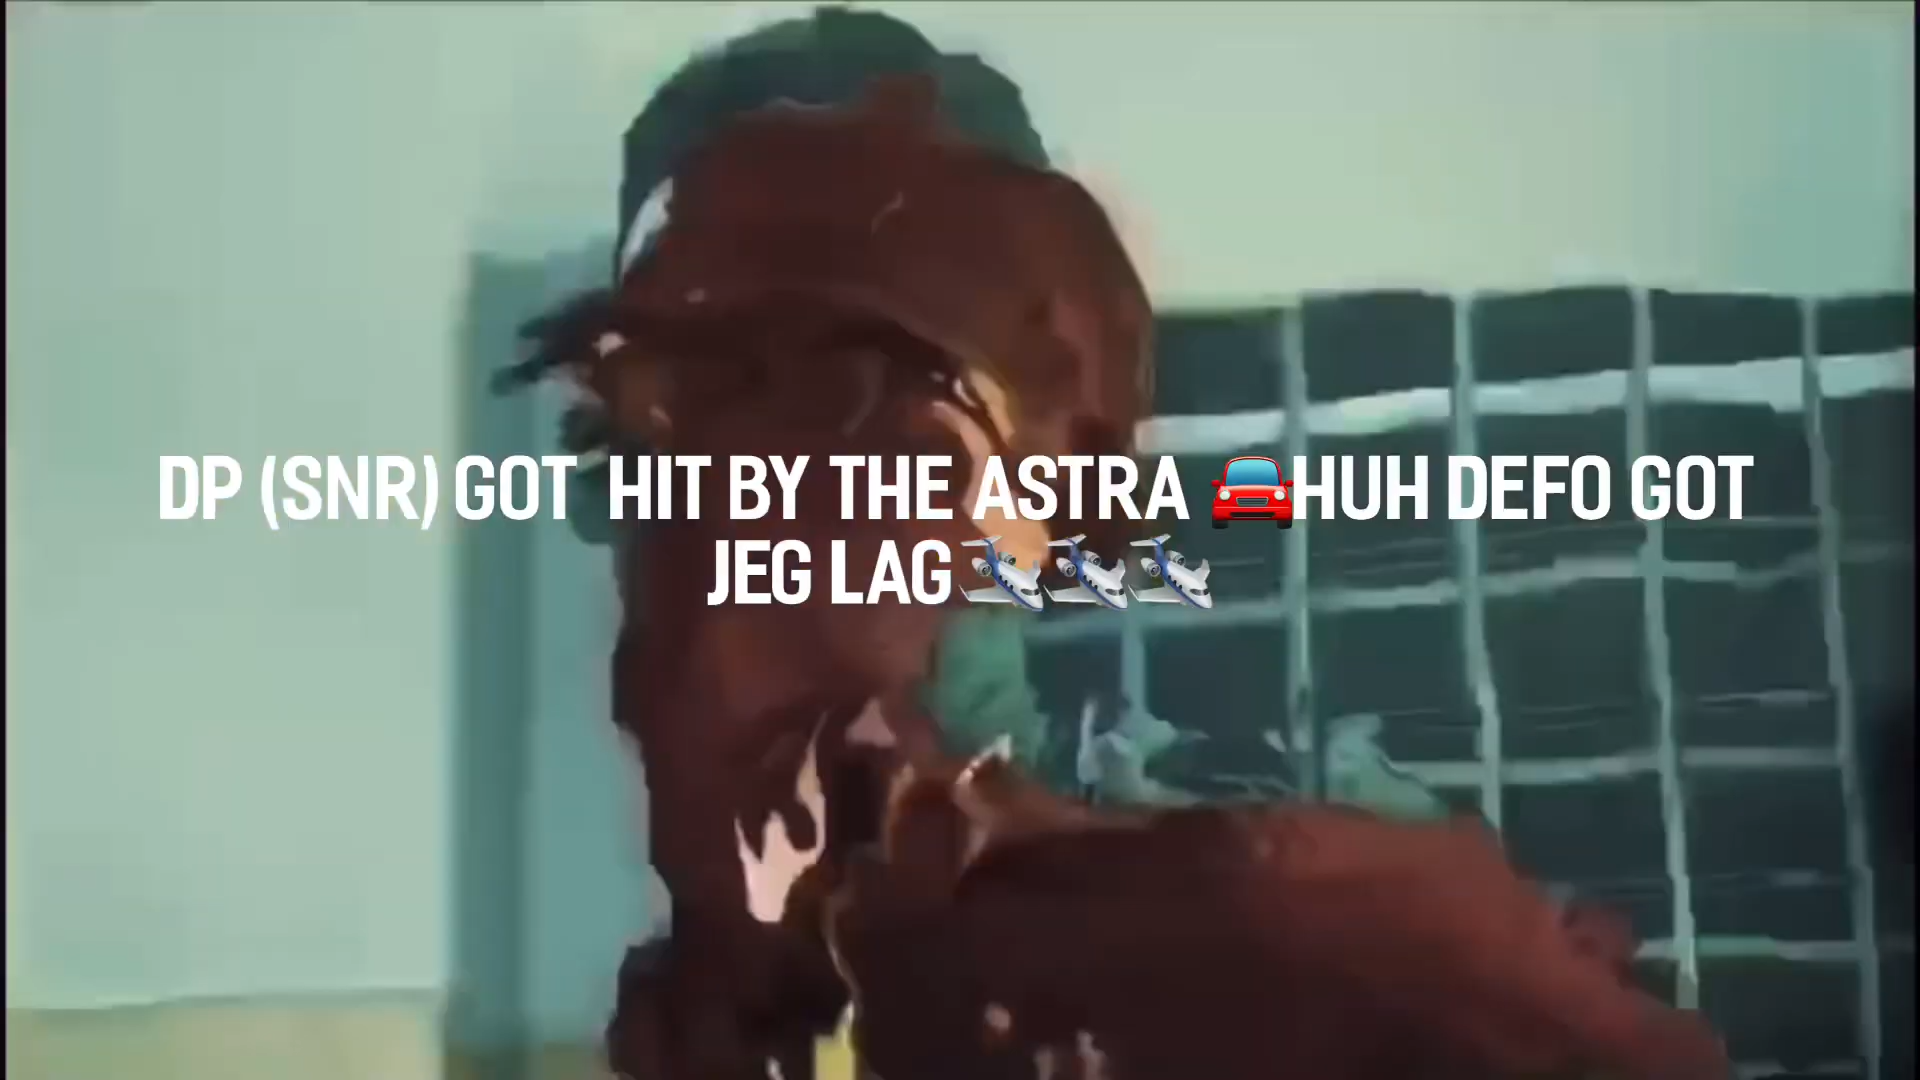 DP (SNR) GOT HIT BY THE ASTRA 🚘HUH DEFO GOT
JEG LAG🛩️🛩️🛩️